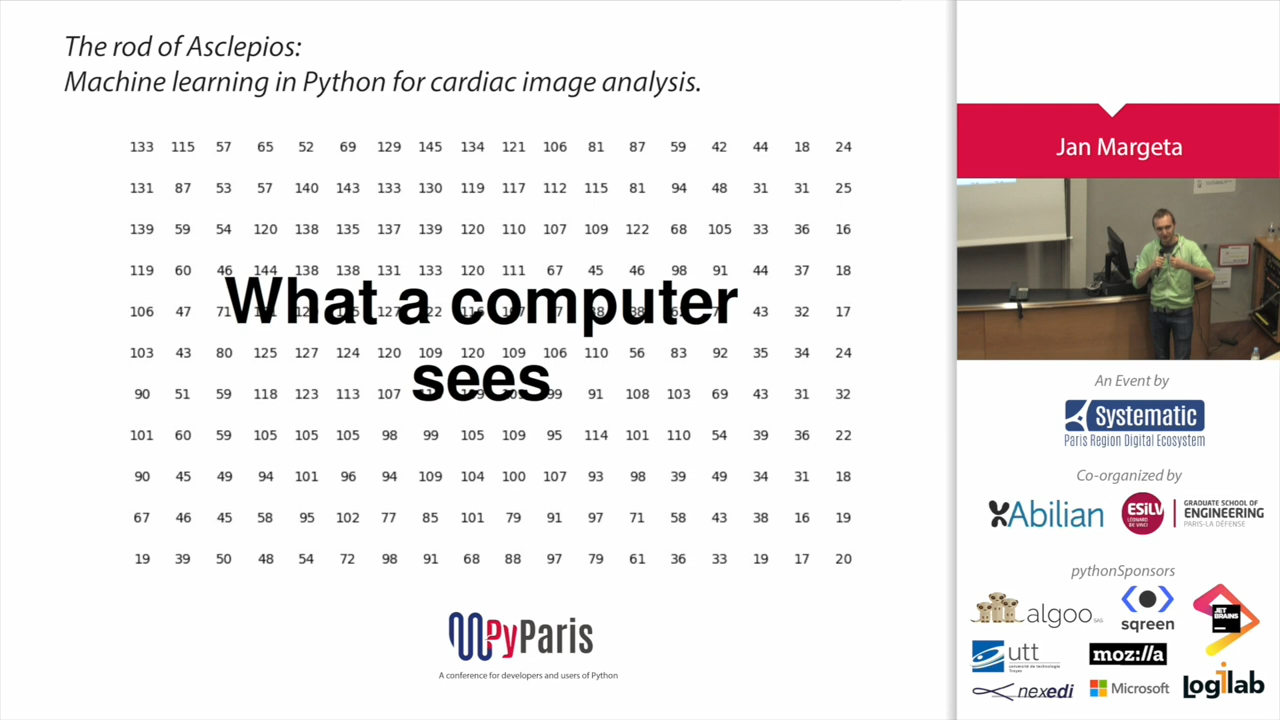 The rod of Asclepios:
Machine learning in Python for cardiac image analysis.
133 115 57 65 52 69 129 145 134 121 106 81 87 59 42 44 18 24
131 87 53 57 140 143 133 130 119 117 112 115 81 94 48 31 31 25
139 59 54 120 138 135 137 139 120 110 107 109 122 68 105 33 36 16
119 60 46 144 138 138 131 133 120 111 67 45 46 98 91 44 37 18
What a computer
106 47 71 127 43 32 17
103 43 80 125 127 124 120 109 120 109 106 110 56 83 92 35 34 24
sees
90 51 59 118 123 113 107 99 91 108 103 69 43 31 32
101 60 59 105 105 105 98 99 105 109 95 114 101 110 54 39 36 22
90 45 49 94 101 96 94 109 104 100 107 93 98 39 49 34 31 18
67 46 45 58 95 102 77 85 101 79 91 97 71 58 43 38 16 19
19 39 50 48 54 72 98 91 68 88 97 79 61 36 33 19 17 20
PyParis
A conference for developers and users of Python
Jan Margeta
An Event by
Systematic
Paris Region Digital Ecosystem
Co-organized by
Abilian
ESILV
LÉONARD
DE VINCI
GRADUATE SCHOOL OF
ENGINEERING
PARIS-LA DÉFENSE
pythonSponsors
algoo SAS
sqreen
JET
BRAINS
utt
université de technologie
Troyes
moz://a
nexedi
Microsoft
Logilab